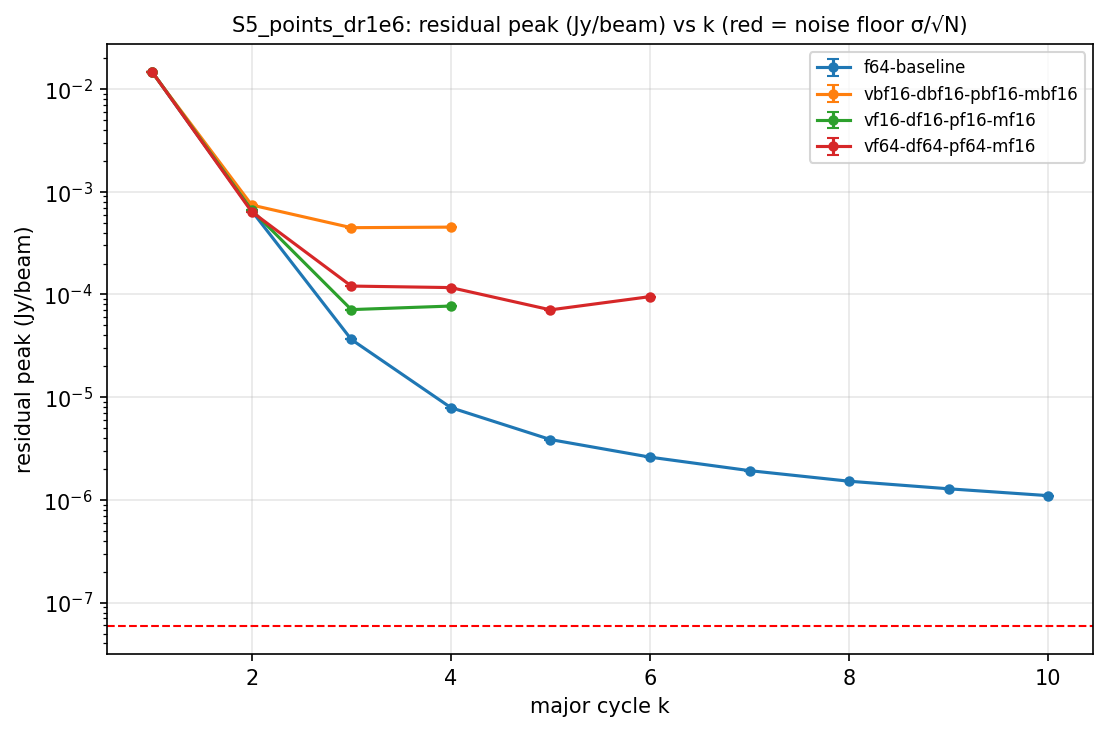 S5_points_dr1e6: residual peak (Jy/beam) vs k (red = noise floor σ/√N)
f64-baseline
vbf16-dbf16-pbf16-mbf16
vf16-df16-pf16-mf16
vf64-df64-pf64-mf16
residual peak (Jy/beam)
10⁻²
10⁻³
10⁻⁴
10⁻⁵
10⁻⁶
10⁻⁷
2 4 6 8 10
major cycle k